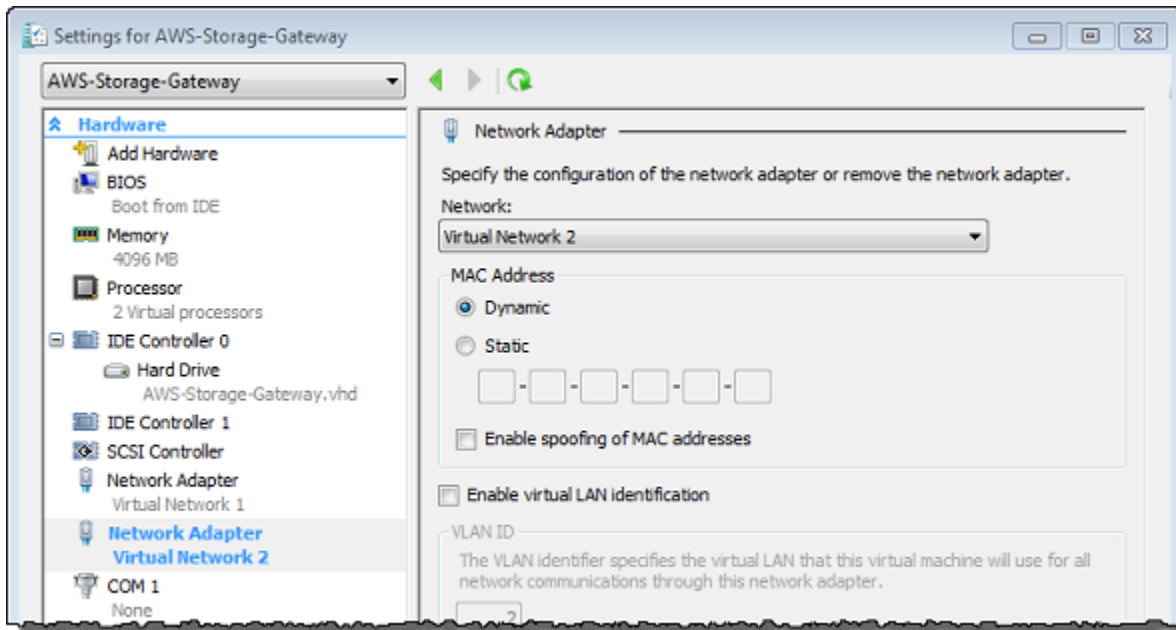 Settings for AWS-Storage-Gateway
AWS-Storage-Gateway
Hardware
Add Hardware
BIOS
Boot from IDE
Memory
4096 MB
Processor
2 Virtual processors
IDE Controller 0
Hard Drive
AWS-Storage-Gateway.vhd
IDE Controller 1
SCSI Controller
Network Adapter
Virtual Network 1
Network Adapter
Virtual Network 2
COM 1
None
Network Adapter
Specify the configuration of the network adapter or remove the network adapter.
Network:
Virtual Network 2
MAC Address
Dynamic
Static
- - - - -
Enable spoofing of MAC addresses
Enable virtual LAN identification
VLAN ID
The VLAN identifier specifies the virtual LAN that this virtual machine will use for all
network communications through this network adapter.
2